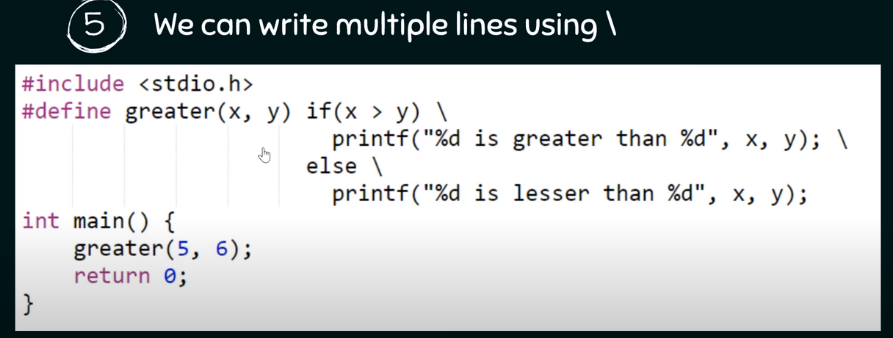 5 We can write multiple lines using \
#include <stdio.h>
#define greater(x, y) if(x > y) \
printf("%d is greater than %d", x, y); \
else \
printf("%d is lesser than %d", x, y);
int main() {
greater(5, 6);
return 0;
}